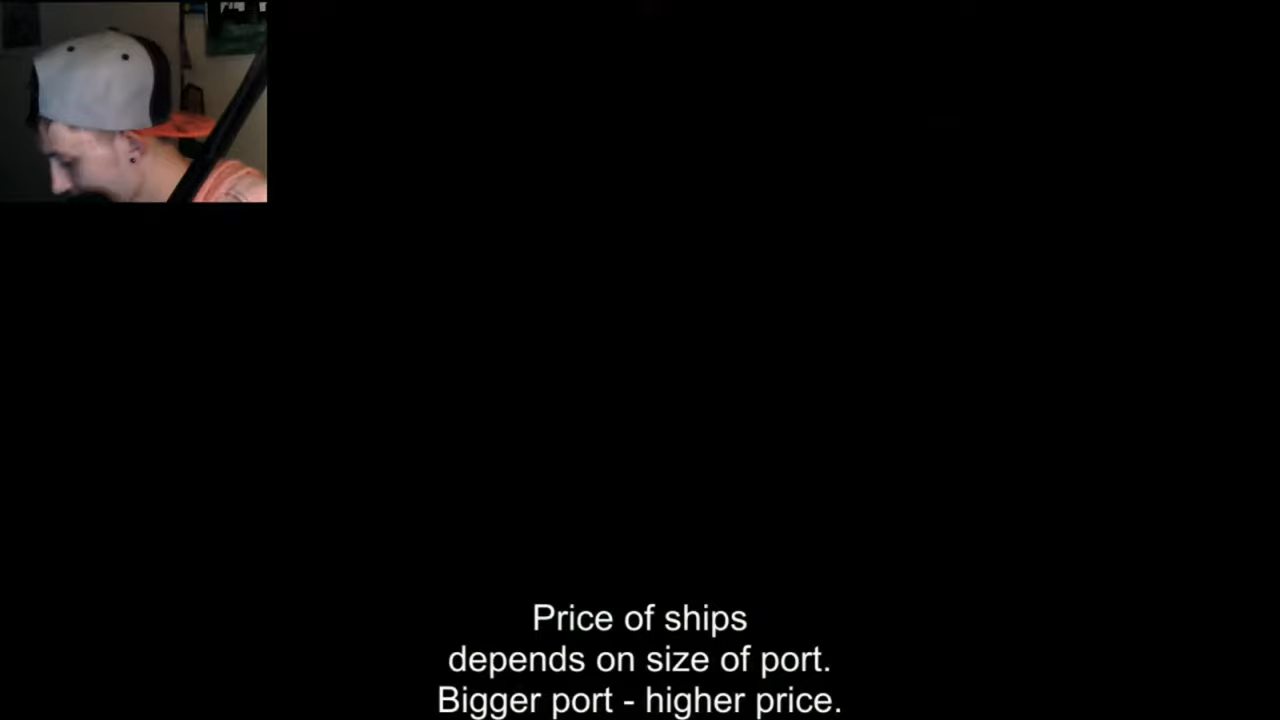 Price of ships
depends on size of port.
Bigger port - higher price.